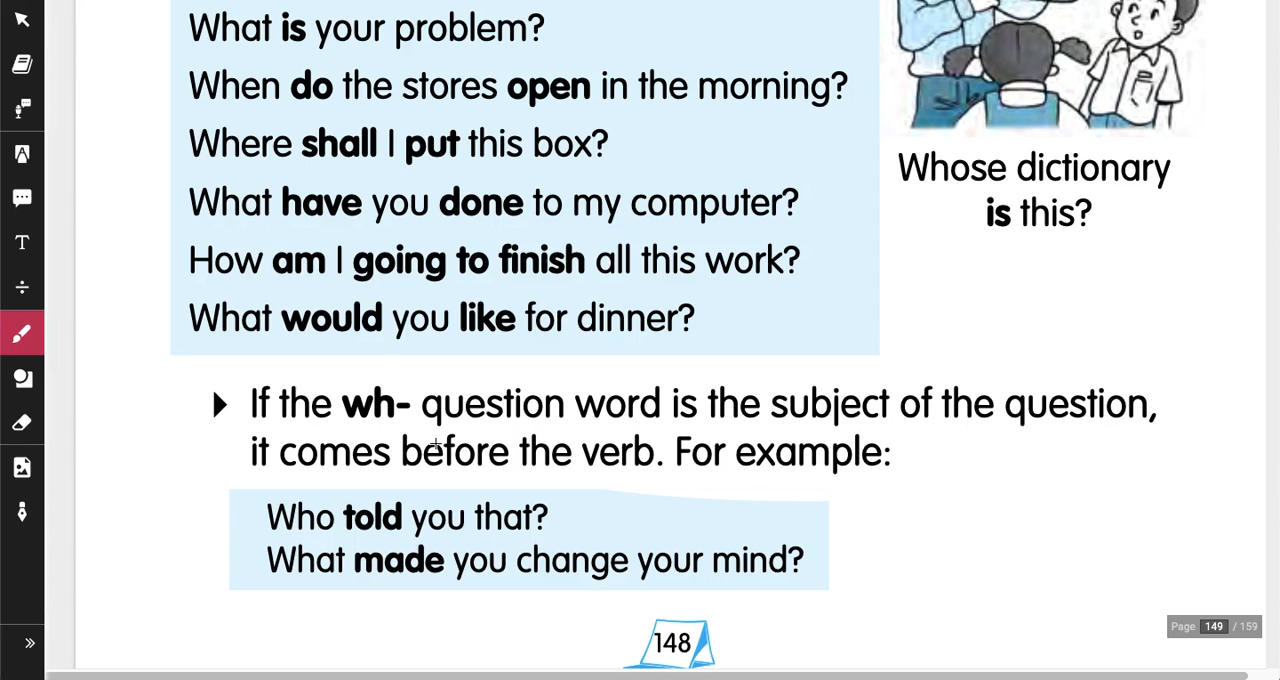 What is your problem?
When do the stores open in the morning?
Where shall I put this box?
What have you done to my computer?
How am I going to finish all this work?
What would you like for dinner?
Whose dictionary
is this?
If the wh- question word is the subject of the question,
it comes before the verb. For example:
Who told you that?
What made you change your mind?
148
Page 149 / 159